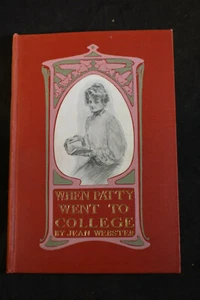 WHEN PATTY
WENT TO
COLLEGE
BY JEAN WEBSTER